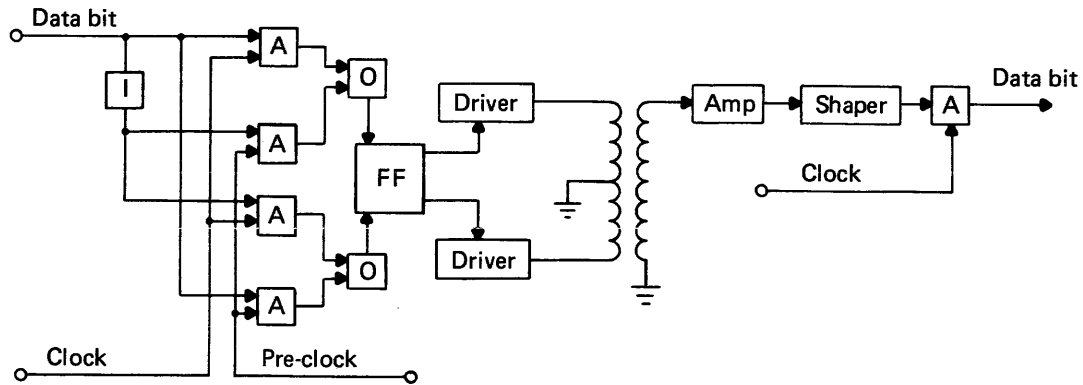 Data bit
I
A
A
A
A
O
O
FF
Driver
Driver
Amp
Shaper
A
Data bit
Clock
Clock
Pre-clock